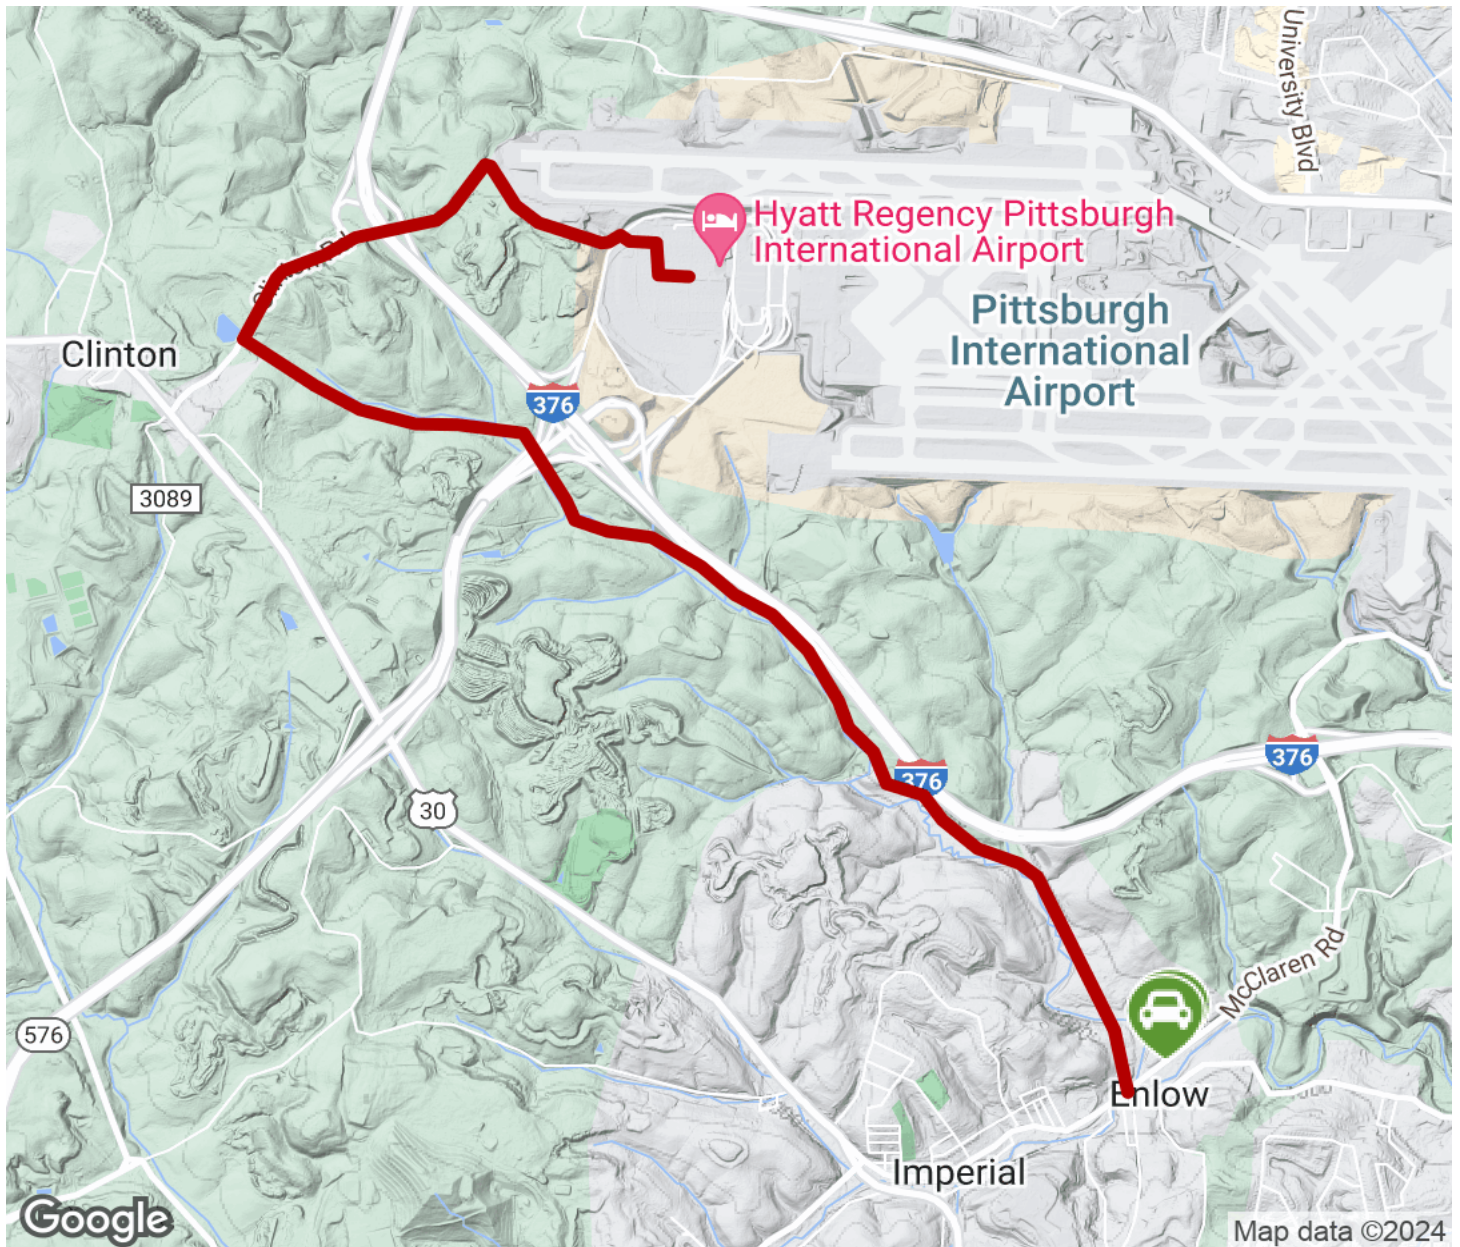 University Blvd
Hyatt Regency Pittsburgh
International Airport
Pittsburgh
International
Airport
Clinton
376
3089
376
376
30
McClaren Rd
576
Enlow
Imperial
Google
Map data ©2024